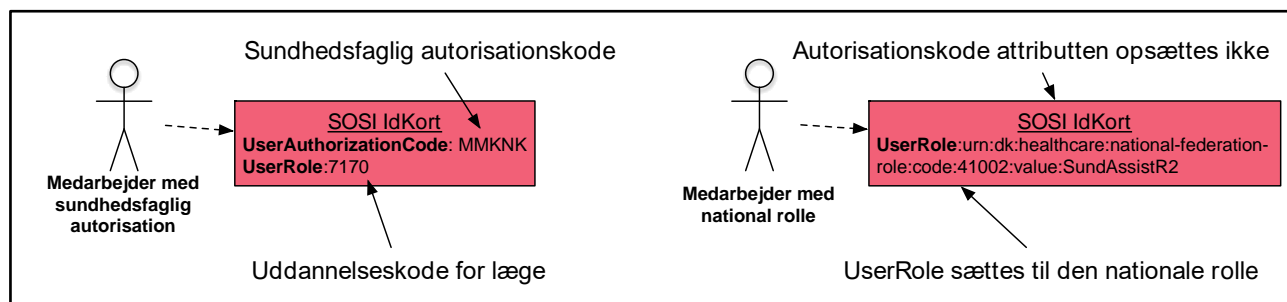 Sundhedsfaglig autorisationskode
SOSI IdKort
UserAuthorizationCode: MMKNK
UserRole:7170
Medarbejder med
sundhedsfaglig
autorisation
Uddannelseskode for læge
Autorisationskode attributten opsættes ikke
SOSI IdKort
UserRole:urn:dk:healthcare:national-federation-
role:code:41002:value:SundAssistR2
Medarbejder med
national rolle
UserRole sættes til den nationale rolle